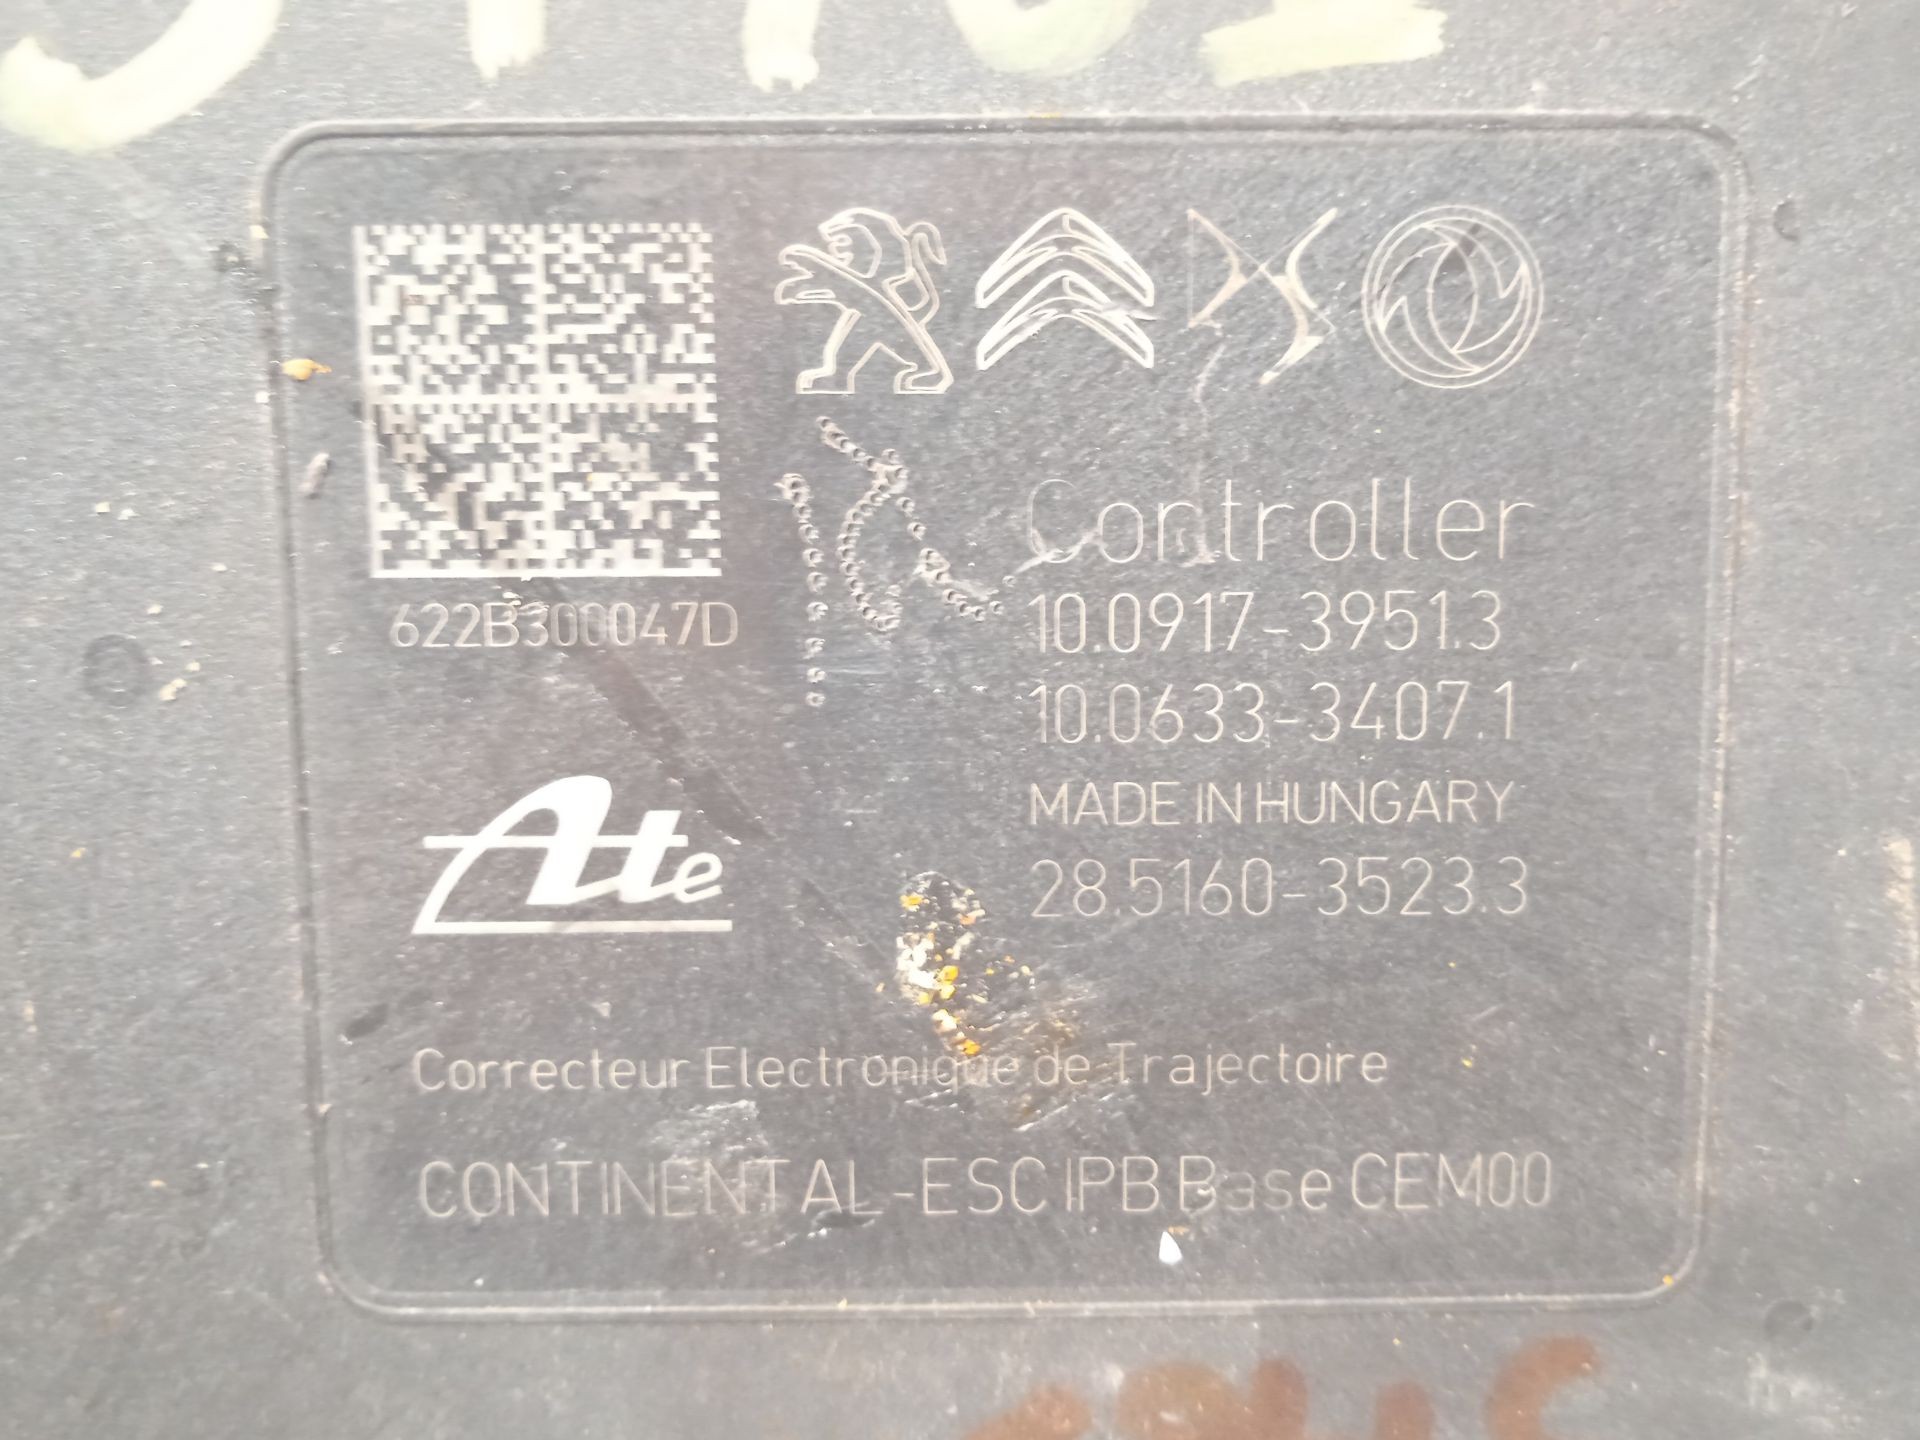 DS
622B300047D
Controller
10.0917-3951.3
10.0633-3407.1
MADE IN HUNGARY
28.5160-3523.3
Ate
Correcteur Electronique de Trajectoire
CONTINENTAL-ESC IPB Base CEM00